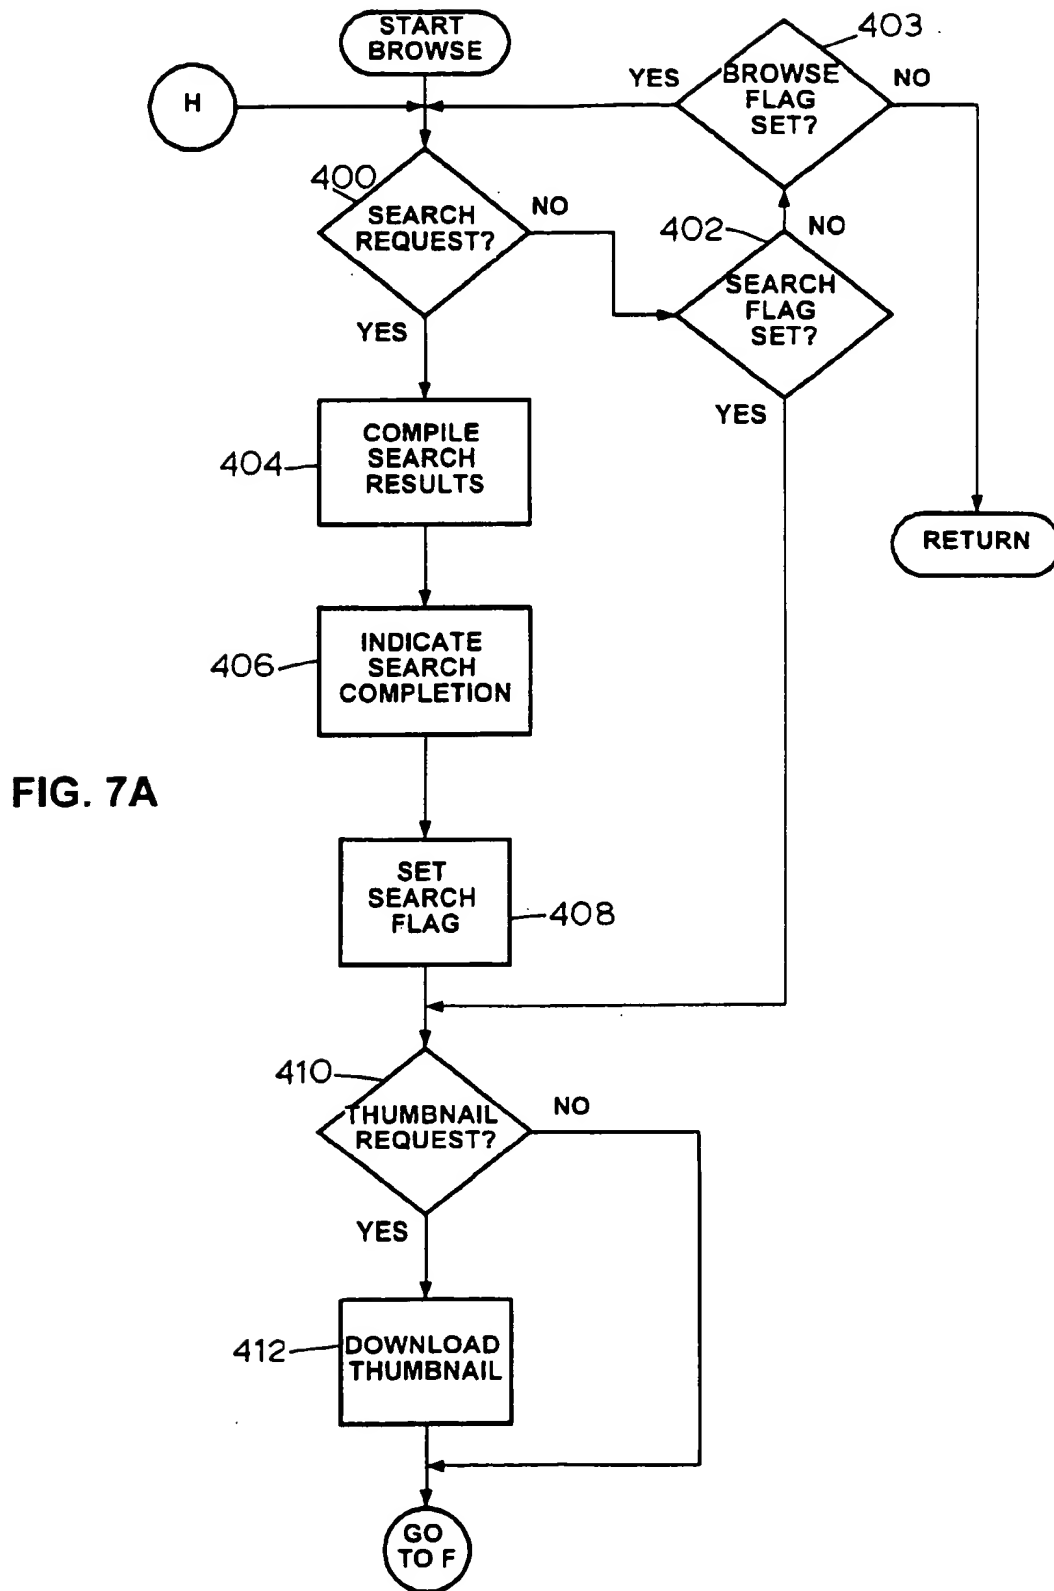 START
BROWSE
403
H
YES
BROWSE
FLAG
SET?
NO
400
SEARCH
REQUEST?
NO
402
NO
SEARCH
FLAG
SET?
YES
YES
404
COMPILE
SEARCH
RESULTS
RETURN
406
INDICATE
SEARCH
COMPLETION
FIG. 7A
SET
SEARCH
FLAG
408
410
THUMBNAIL
REQUEST?
NO
YES
412
DOWNLOAD
THUMBNAIL
GO
TO F